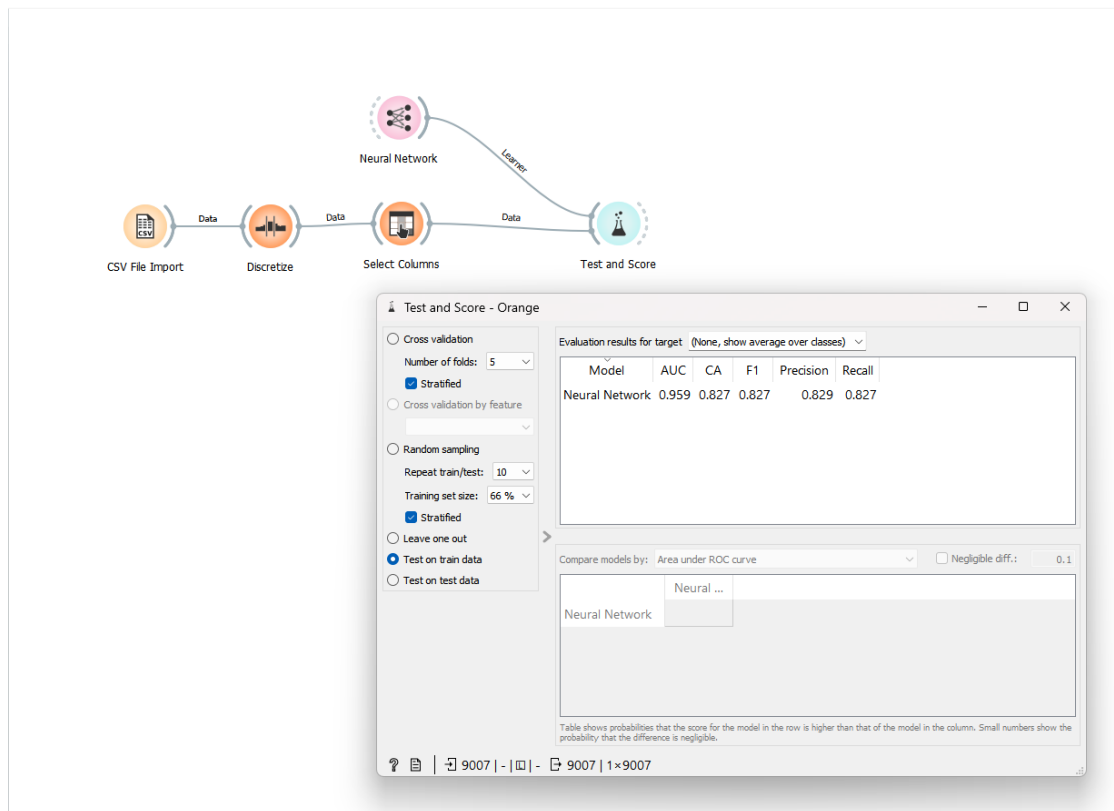 Neural Network
Learner
Data
Data
Data
CSV
CSV File Import
Discretize
Select Columns
Test and Score
Test and Score - Orange
Cross validation
Number of folds: 5
Stratified
Cross validation by feature
Random sampling
Repeat train/test: 10
Training set size: 66 %
Stratified
Leave one out
Test on train data
Test on test data
Evaluation results for target (None, show average over classes)
Model AUC CA F1 Precision Recall
Neural Network 0.959 0.827 0.827 0.829 0.827
Compare models by: Area under ROC curve Negligible diff.: 0.1
Neural ...
Neural Network
Table shows probabilities that the score for the model in the row is higher than that of the model in the column. Small numbers show the
probability that the difference is negligible.
? 9007 | - | - 9007 | 1×9007